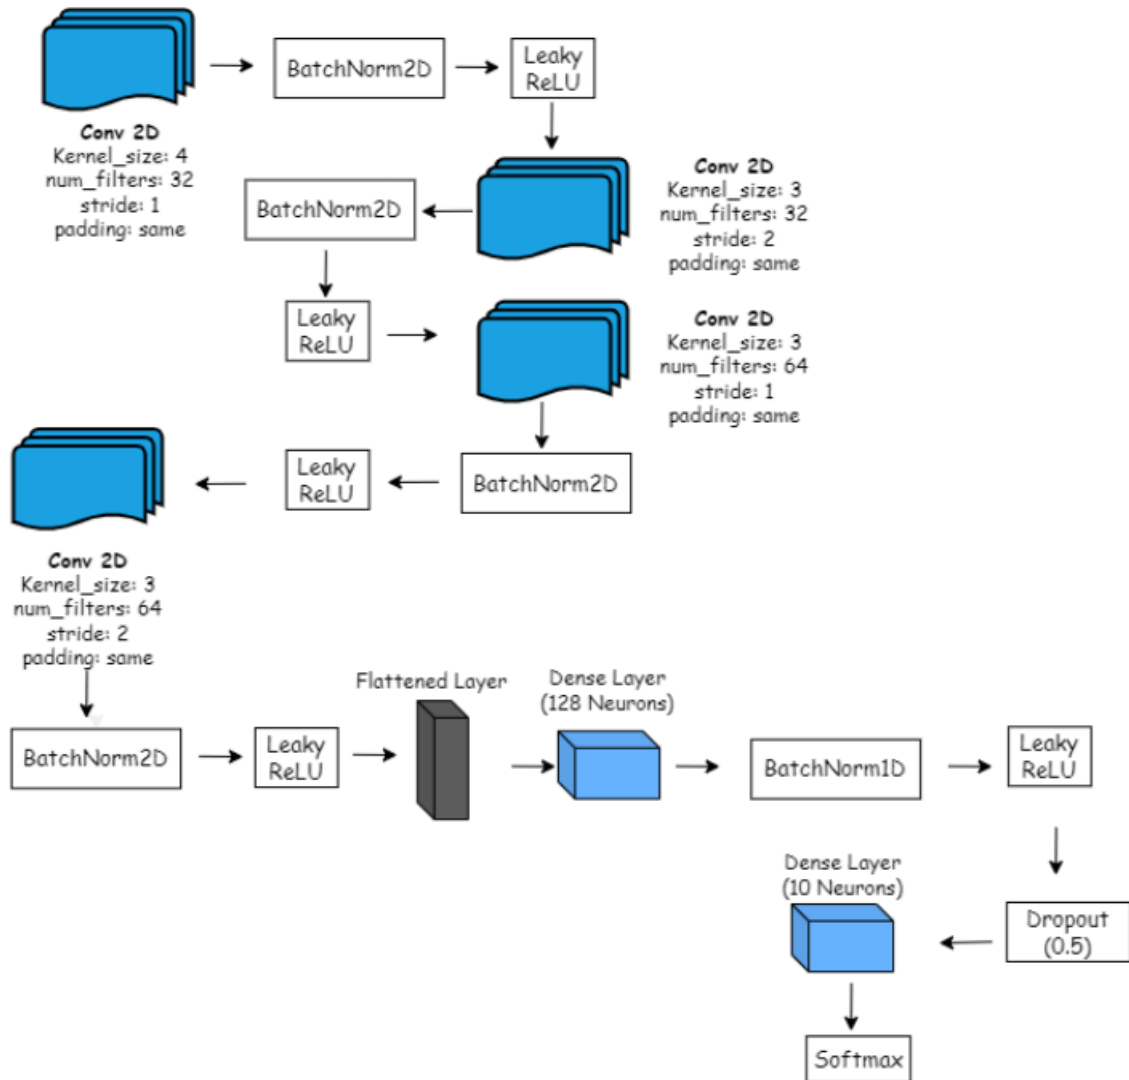 BatchNorm2D
Leaky
ReLU
Conv 2D
Kernel_size: 4
num_filters: 32
stride: 1
padding: same
Conv 2D
Kernel_size: 3
num_filters: 32
stride: 2
padding: same
BatchNorm2D
Leaky
ReLU
Conv 2D
Kernel_size: 3
num_filters: 64
stride: 1
padding: same
BatchNorm2D
Leaky
ReLU
Conv 2D
Kernel_size: 3
num_filters: 64
stride: 2
padding: same
BatchNorm2D
Leaky
ReLU
Flattened Layer
Dense Layer
(128 Neurons)
BatchNorm1D
Leaky
ReLU
Dropout
(0.5)
Dense Layer
(10 Neurons)
Softmax